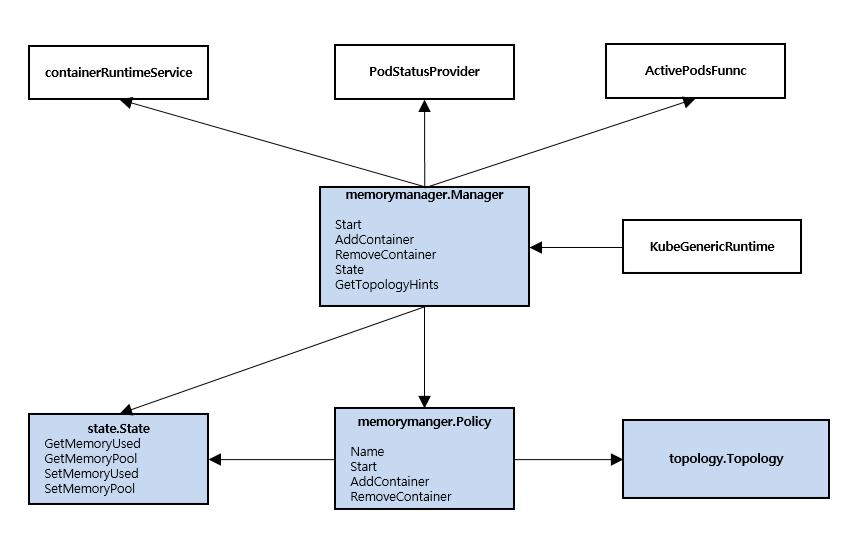 containerRuntimeService
PodStatusProvider
ActivePodsFunnc
memorymanager.Manager
Start
AddContainer
RemoveContainer
State
GetTopologyHints
KubeGenericRuntime
state.State
GetMemoryUsed
GetMemoryPool
SetMemoryUsed
SetMemoryPool
memorymanger.Policy
Name
Start
AddContainer
RemoveContainer
topology.Topology